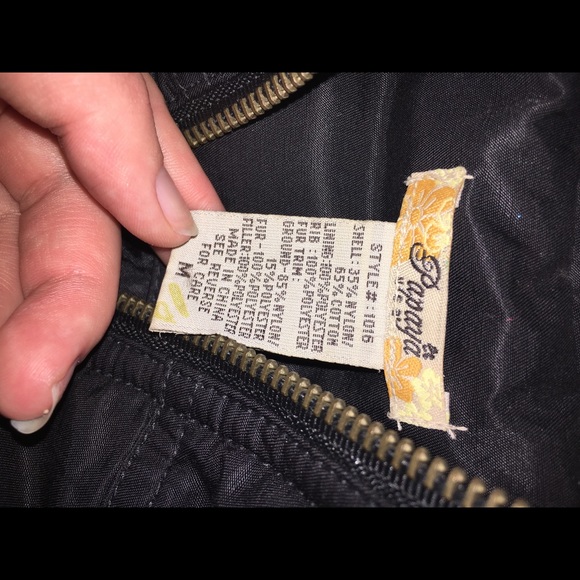 Papaya
STYLE#:1016
SHELL:35%NYLON/
65%COTTON
LINING:100%POLYESTER
RIB:100%POLYESTER
FUR TRIM:
GROUND-85%NYLON/
15%POLYESTER
FUR-100%POLYESTER
FILLER:100%POLYESTER
MADE IN CHINA
SEE REVERSE
FOR CARE
M